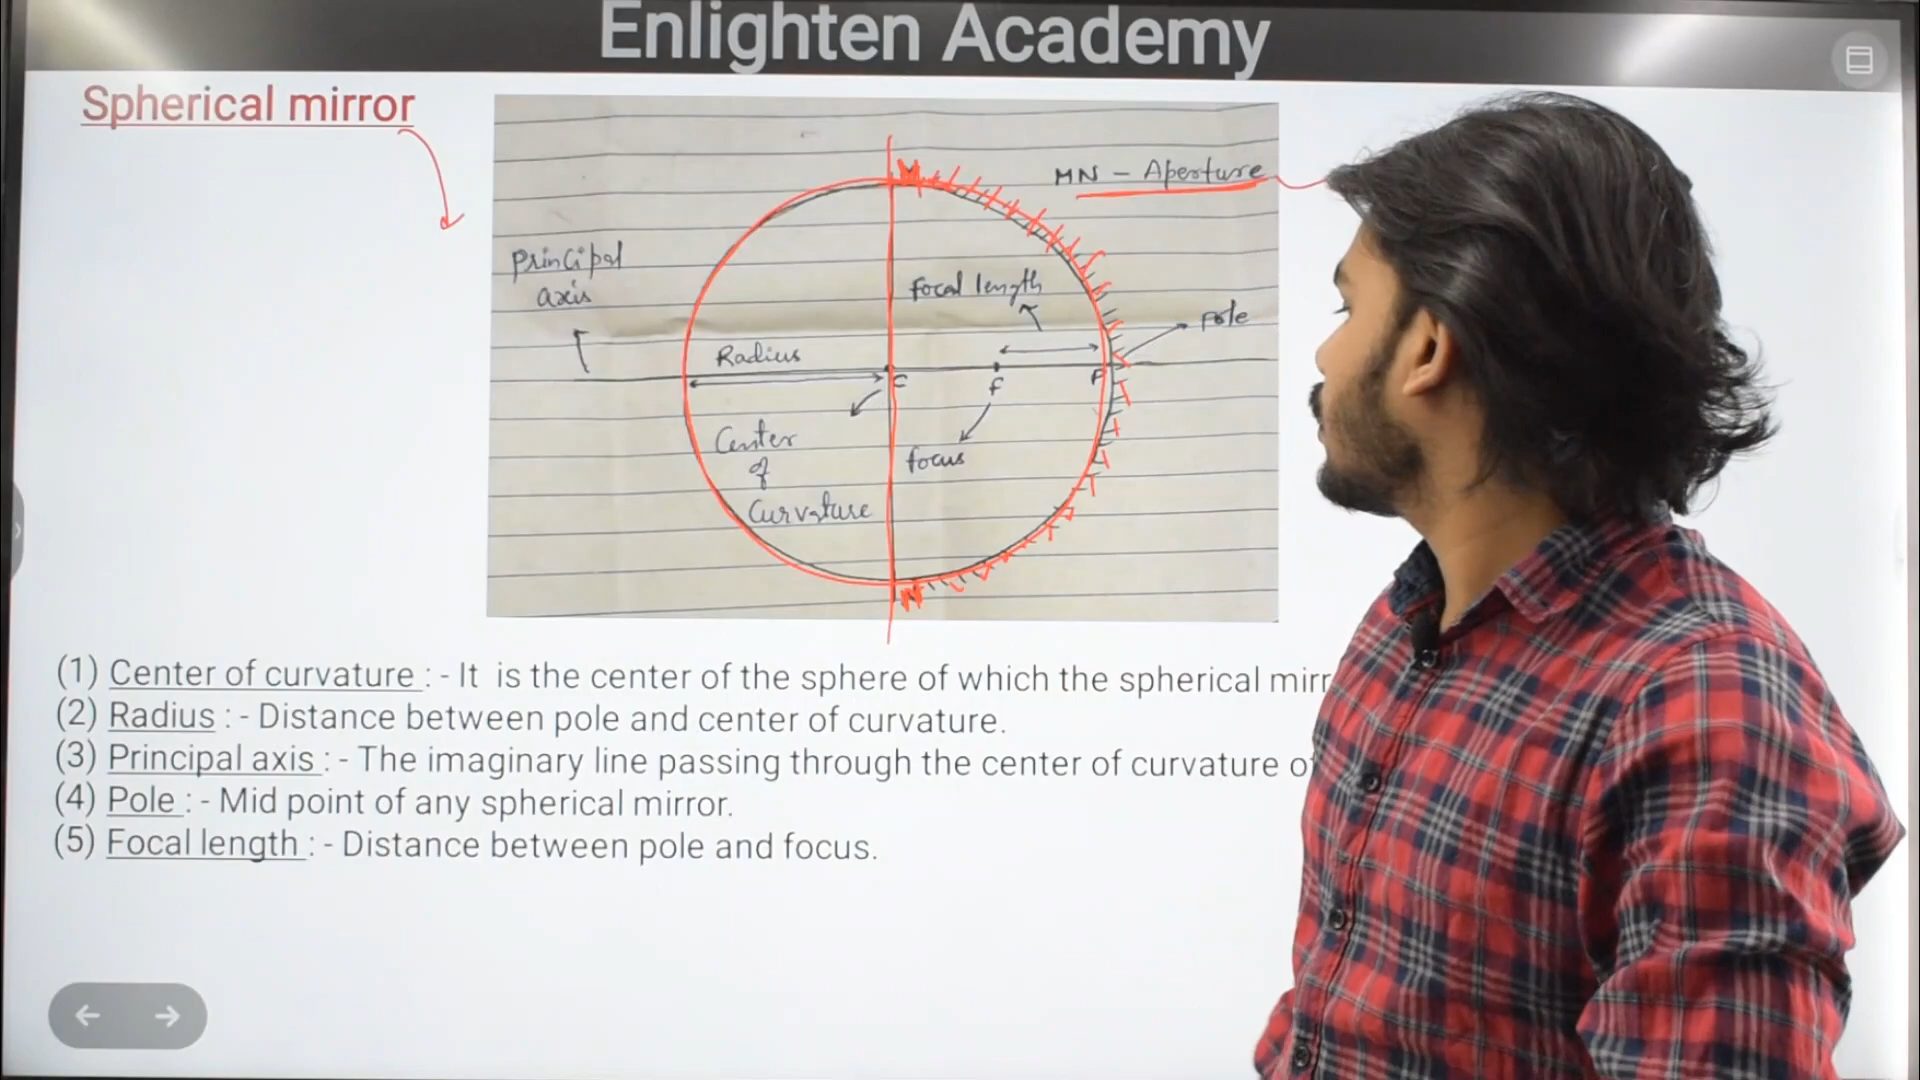 Enlighten Academy
Spherical mirror
MN - Aperture
M
Principal
axis
Focal length
Pole
Radius
C
F
P
Center
of
Curvature
focus
N
(1) Center of curvature : - It is the center of the sphere of which the spherical mirr
(2) Radius : - Distance between pole and center of curvature.
(3) Principal axis : - The imaginary line passing through the center of curvature of
(4) Pole : - Mid point of any spherical mirror.
(5) Focal length : - Distance between pole and focus.